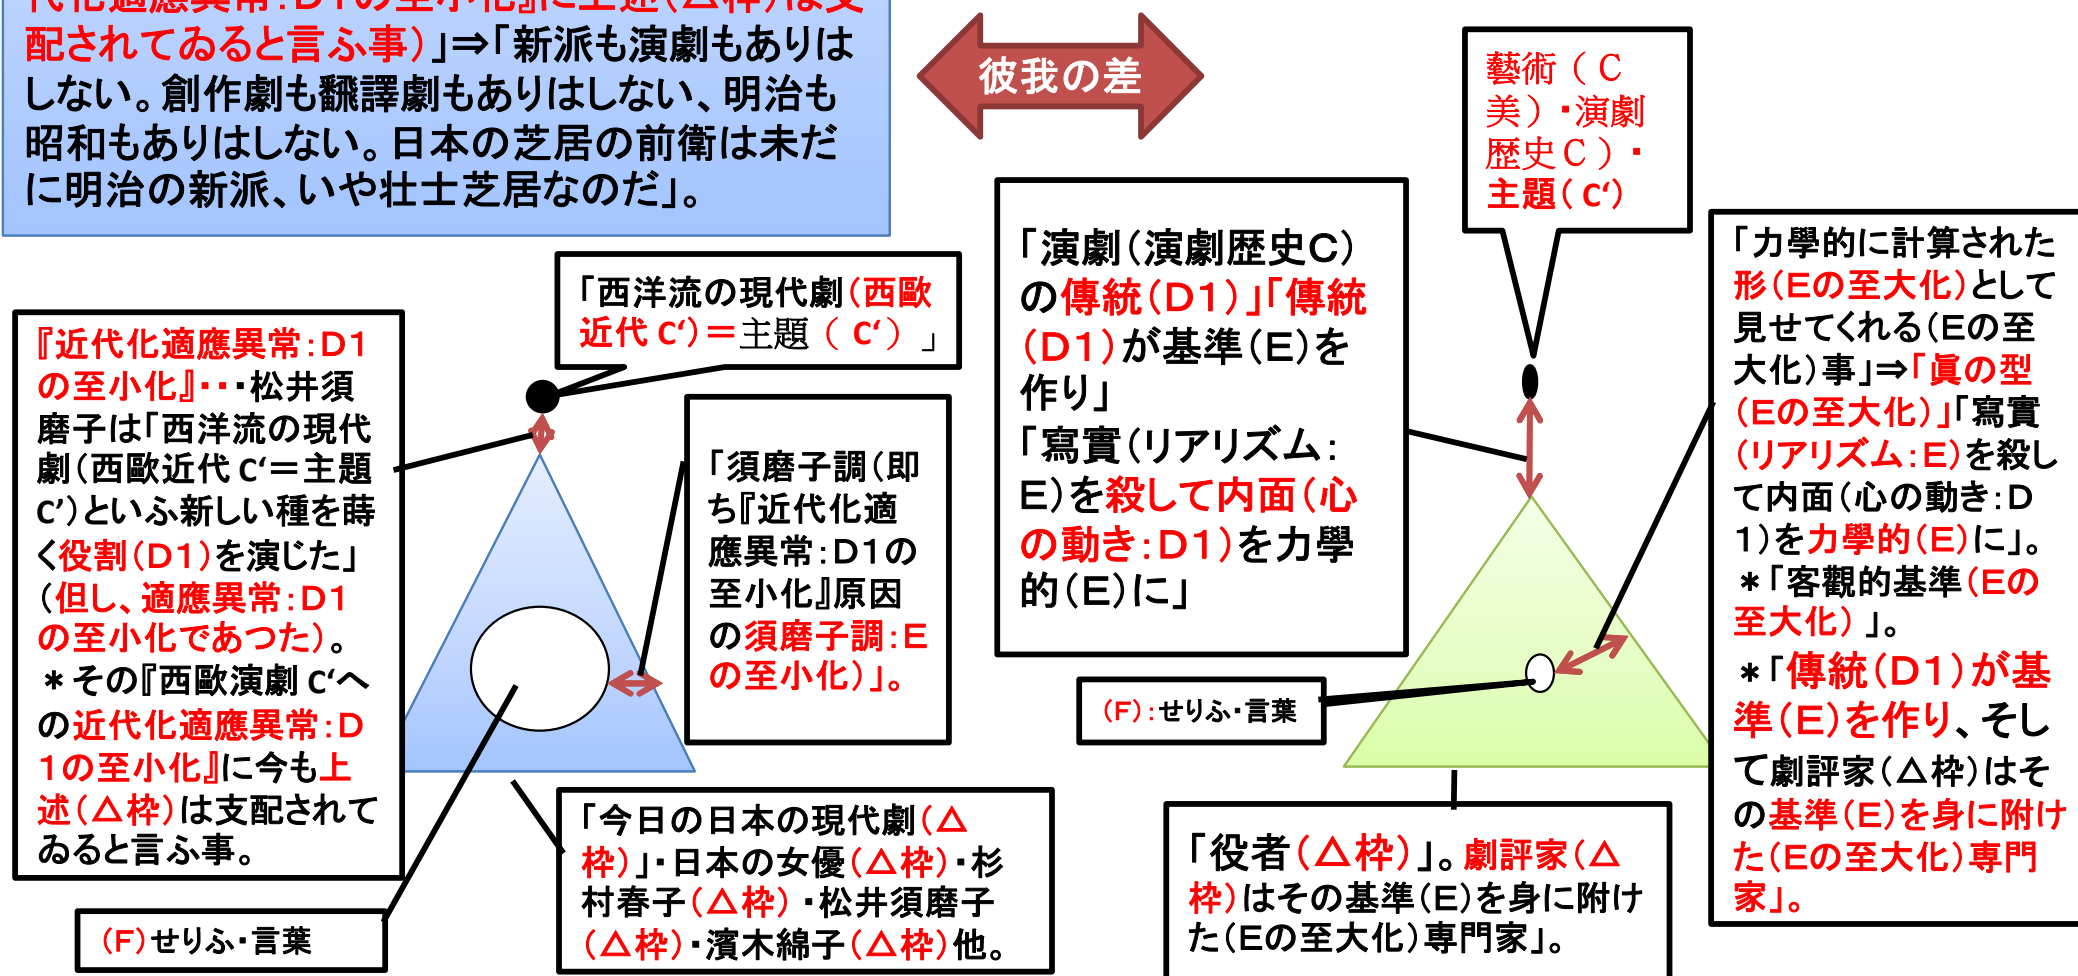 代化適應異常：Ｄ１の至小化』に上述（△枠）は支
配されてゐると言ふ事）」⇒「新派も演劇もありは
しない。創作劇も飜譯劇もありはしない、明治も
昭和もありはしない。日本の芝居の前衛は未だ
に明治の新派、いや壮士芝居なのだ」。
彼我の差
藝術（Ｃ
美）・演劇
歴史Ｃ）・
主題（C‘）
「西洋流の現代劇（西歐
近代 C‘）＝主題（ C‘）」
『近代化適應異常：Ｄ１
の至小化』・・・松井須
磨子は「西洋流の現代
劇（西歐近代 C‘＝主題
C‘）といふ新しい種を蒔
く役割（Ｄ１）を演じた」
（但し、適應異常：Ｄ１
の至小化であつた）。
＊その『西歐演劇 C‘へ
の近代化適應異常：Ｄ
１の至小化』に今も上
述（△枠）は支配されて
ゐると言ふ事。
「須磨子調（即
ち『近代化適
應異常：Ｄ１の
至小化』原因
の須磨子調：Ｅ
の至小化）」。
（Ｆ）せりふ・言葉
「今日の日本の現代劇（△
枠）」・日本の女優（△枠）・杉
村春子（△枠）・松井須磨子
（△枠）・濱木綿子（△枠）他。
「演劇（演劇歴史Ｃ）
の傳統（Ｄ１）」「傳統
（Ｄ１）が基準（Ｅ）を
作り」
「寫實（リアリズム：
Ｅ）を殺して内面（心
の動き：Ｄ１）を力學
的（Ｅ）に」
（Ｆ）：せりふ・言葉
「役者（△枠）」。劇評家（△
枠）はその基準（Ｅ）を身に附け
た（Ｅの至大化）専門家」。
「力學的に計算された
形（Ｅの至大化）として
見せてくれる（Ｅの至
大化）事」⇒「眞の型
（Ｅの至大化）」「寫實
（リアリズム：Ｅ）を殺し
て内面（心の動き：Ｄ
１）を力學的（Ｅ）に」。
＊「客觀的基準（Ｅの
至大化）」。
＊「傳統（Ｄ１）が基
準（Ｅ）を作り、そし
て劇評家（△枠）はそ
の基準（Ｅ）を身に附け
た（Ｅの至大化）専門
家」。